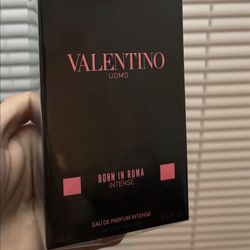 VALENTINO
UOMO
BORN IN ROMA
INTENSE
EAU DE PARFUM INTENSE